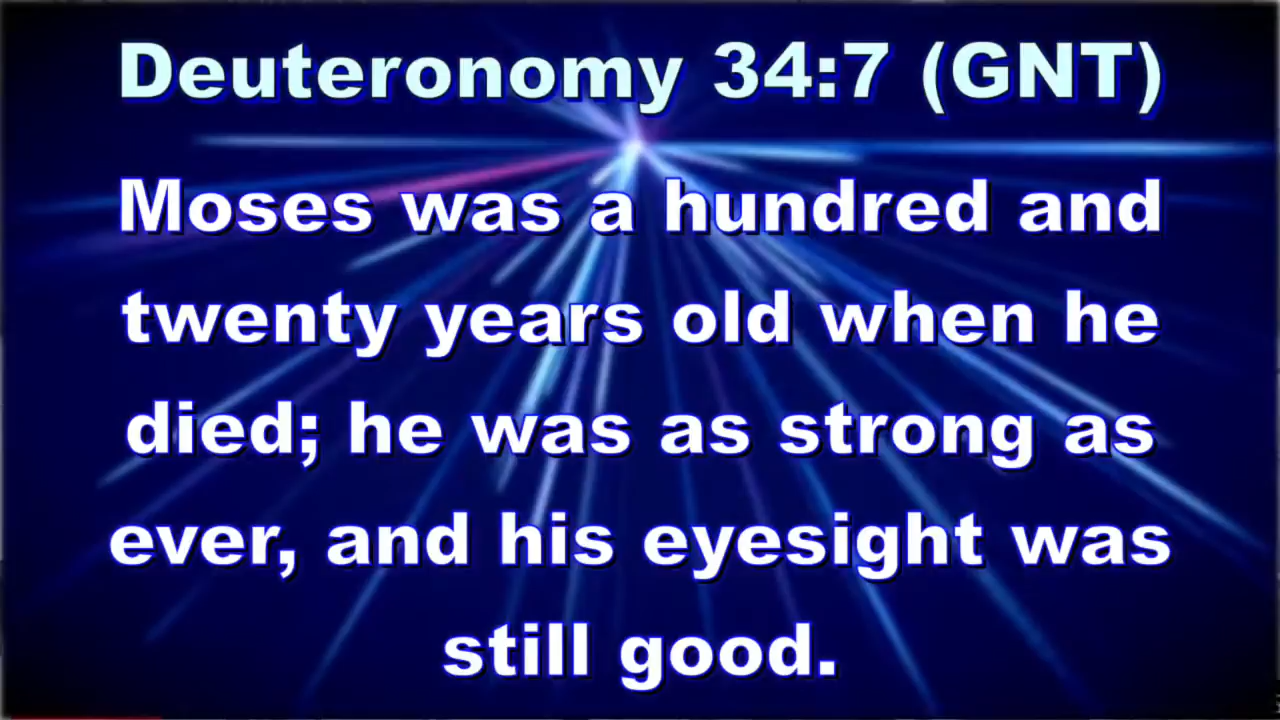 Deuteronomy 34:7 (GNT)
Moses was a hundred and
twenty years old when he
died; he was as strong as
ever, and his eyesight was
still good.